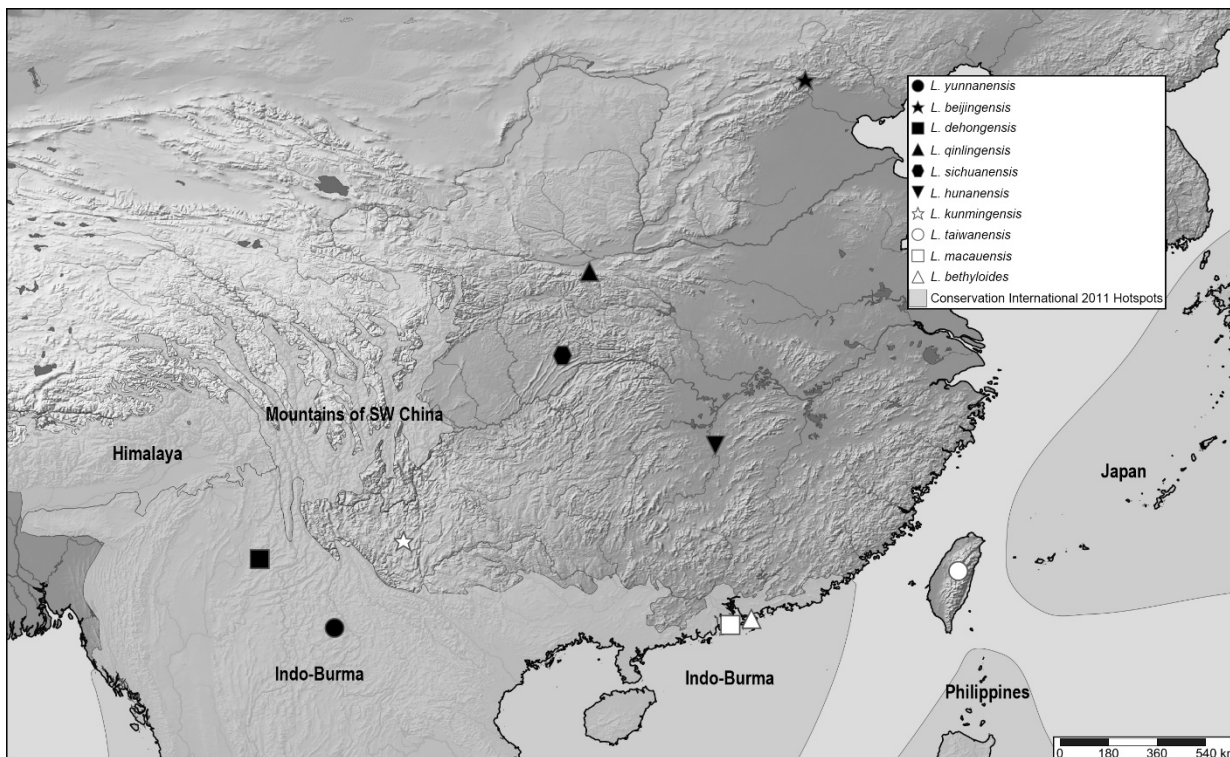 L. yunnanensis
L. beijingensis
L. dehongensis
L. qinlingensis
L. sichuanensis
L. hunanensis
L. kunmingensis
L. taiwanensis
L. macauensis
L. bethyloides
Conservation International 2011 Hotspots
Mountains of SW China
Himalaya
Japan
Indo-Burma
Indo-Burma
Philippines
0 180 360 540 km